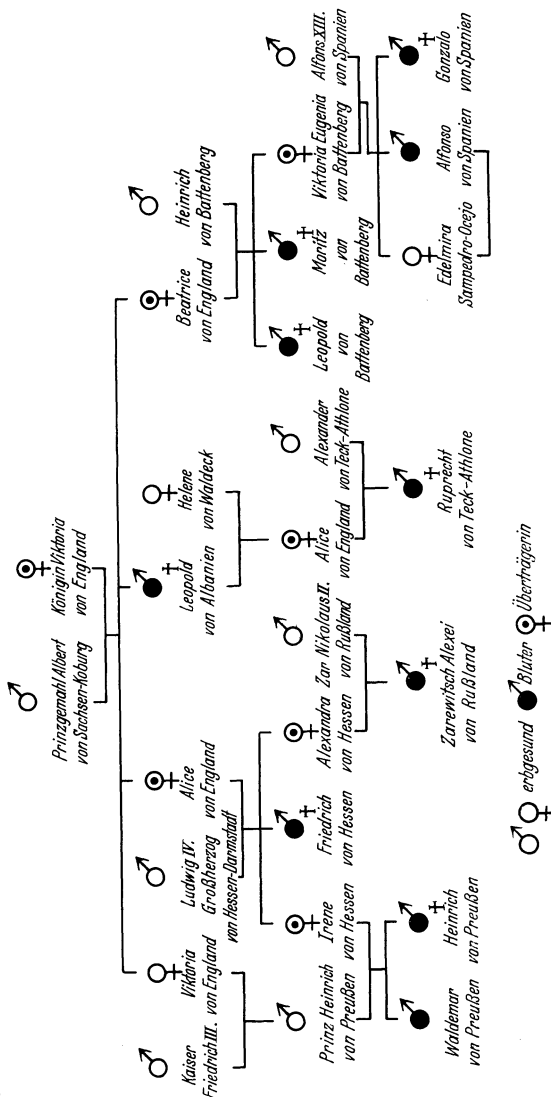 Prinzgemahl Albert
von Sachsen-Koburg
Königin Viktoria
von England
Kaiser
Friedrich III.
Viktoria
von England
Ludwig IV.
Großherzog
von Hessen-Darmstadt
Alice
von England
Leopold
von Albanien
Helene
von Waldeck
Beatrice
von England
Heinrich
von Battenberg
Prinz Heinrich
von Preußen
Irene
von Hessen
Friedrich
von Hessen
Alexandra
von Hessen
Zar Nikolaus II.
von Rußland
Alice
von England
Alexander
von Teck-Athlone
Leopold
von
Battenberg
Moritz
von
Battenberg
Viktoria Eugenia
von Battenberg
Alfons XIII.
von Spanien
Waldemar
von Preußen
Heinrich
von Preußen
Zarewitsch Alexei
von Rußland
Ruprecht
von Teck-Athlone
Edelmira
Sampedro-Ocejo
Alfonso
von Spanien
Gonzalo
von Spanien
erbgesund
Bluter
Überträgerin